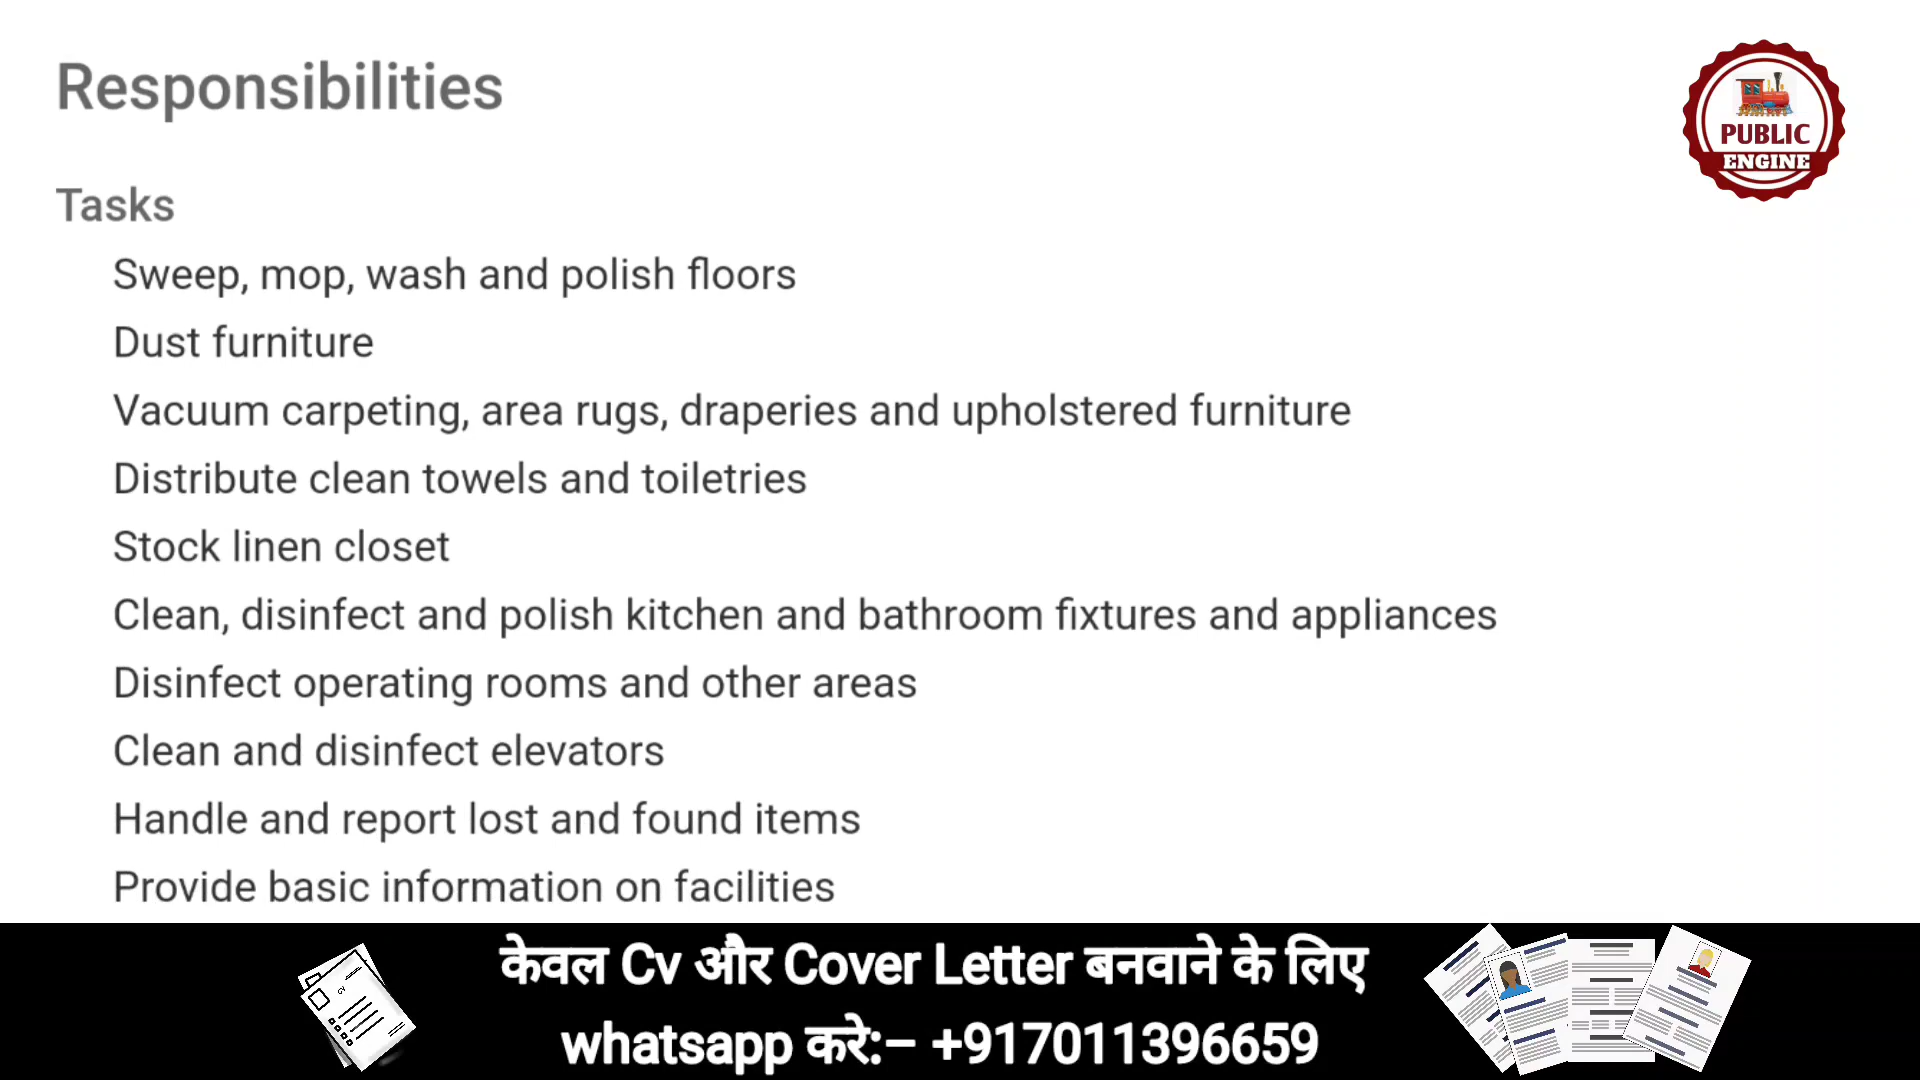 Responsibilities
PUBLIC
ENGINE
Tasks
Sweep, mop, wash and polish floors
Dust furniture
Vacuum carpeting, area rugs, draperies and upholstered furniture
Distribute clean towels and toiletries
Stock linen closet
Clean, disinfect and polish kitchen and bathroom fixtures and appliances
Disinfect operating rooms and other areas
Clean and disinfect elevators
Handle and report lost and found items
Provide basic information on facilities
केवल Cv और Cover Letter बनवाने के लिए
whatsapp करे:– +917011396659
CV